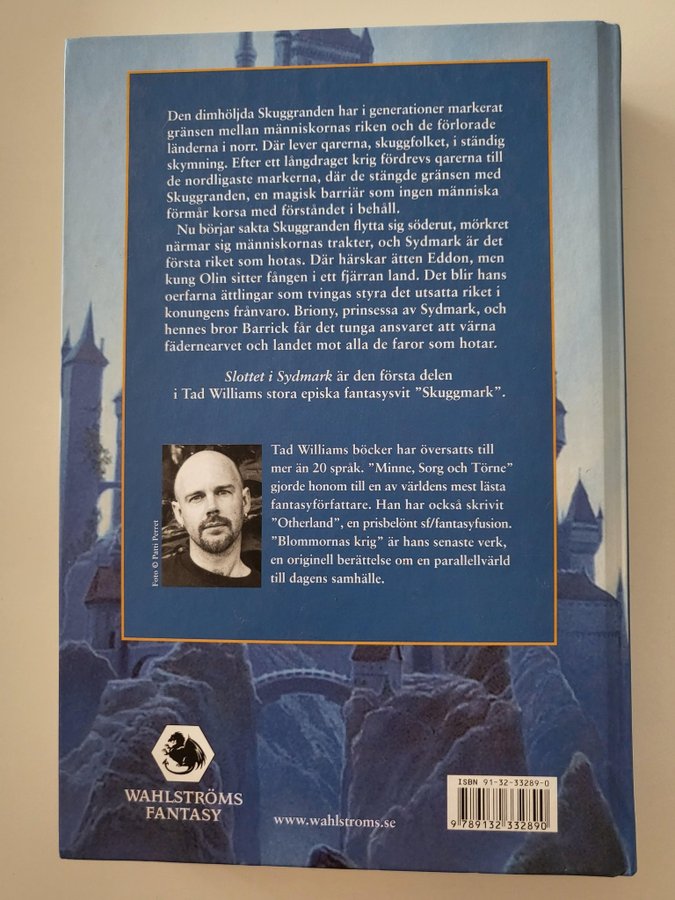 Den dimhöljda Skuggranden har i generationer markerat
gränsen mellan människornas riken och de förlorade
länderna i norr. Där lever qarerna, skuggfolket, i ständig
skymning. Efter ett långdraget krig fördrevs qarerna till
de nordligaste markerna, där de stängde gränsen med
Skuggranden, en magisk barriär som ingen människa
förmår korsa med förståndet i behåll.
Nu börjar sakta Skuggranden flytta sig söderut, mörkret
närmar sig människornas trakter, och Sydmark är det
första riket som hotas. Där härskar ätten Eddon, men
kung Olin sitter fången i ett fjärran land. Det blir hans
oerfarna ättlingar som tvingas styra det utsatta riket i
konungens frånvaro. Briony, prinsessa av Sydmark, och
hennes bror Barrick får det tunga ansvaret att värna
fädernearvet och landet mot alla de faror som hotar.
Slottet i Sydmark är den första delen
i Tad Williams stora episka fantasysvit ”Skuggmark”.
Tad Williams böcker har översatts till
mer än 20 språk. ”Minne, Sorg och Törne”
gjorde honom till en av världens mest lästa
fantasyförfattare. Han har också skrivit
”Otherland”, en prisbelönt sf/fantasyfusion.
”Blommornas krig” är hans senaste verk,
en originell berättelse om en parallellvärld
till dagens samhälle.
Foto © Patti Perret
WAHLSTRÖMS
FANTASY
www.wahlstroms.se
ISBN 91-32-33289-0
9 789132 332890